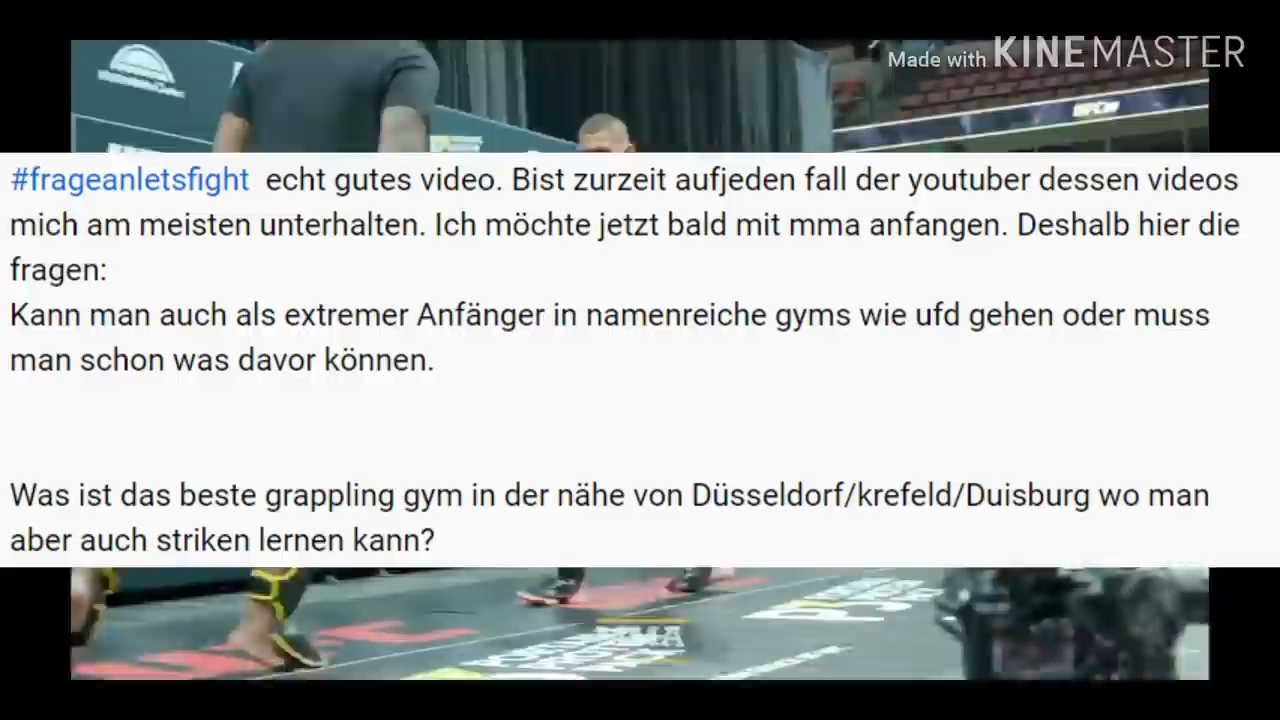 Made with KINEMASTER
#frageanletsfight echt gutes video. Bist zurzeit aufjeden fall der youtuber dessen videos
mich am meisten unterhalten. Ich möchte jetzt bald mit mma anfangen. Deshalb hier die
fragen:
Kann man auch als extremer Anfänger in namenreiche gyms wie ufd gehen oder muss
man schon was davor können.
Was ist das beste grappling gym in der nähe von Düsseldorf/krefeld/Duisburg wo man
aber auch striken lernen kann?
MMA